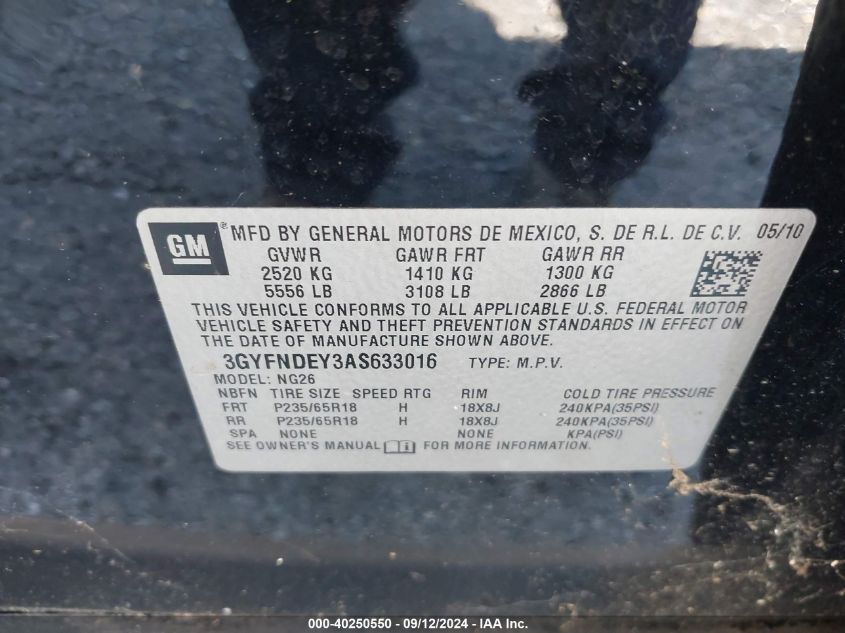 GM ® MFD BY GENERAL MOTORS DE MEXICO, S. DE R.L. DE C.V. 05/10
GVWR GAWR FRT GAWR RR
2520 KG 1410 KG 1300 KG
5556 LB 3108 LB 2866 LB
THIS VEHICLE CONFORMS TO ALL APPLICABLE U.S. FEDERAL MOTOR
VEHICLE SAFETY AND THEFT PREVENTION STANDARDS IN EFFECT ON
THE DATE OF MANUFACTURE SHOWN ABOVE.
3GYFNDEY3AS633016 TYPE: M.P.V.
MODEL: NG26
NBFN TIRE SIZE SPEED RTG RIM COLD TIRE PRESSURE
FRT P235/65R18 H 18X8J 240KPA(35PSI)
RR P235/65R18 H 18X8J 240KPA(35PSI)
SPA NONE NONE KPA(PSI)
SEE OWNER'S MANUAL FOR MORE INFORMATION.
000-40250550 - 09/12/2024 - IAA Inc.